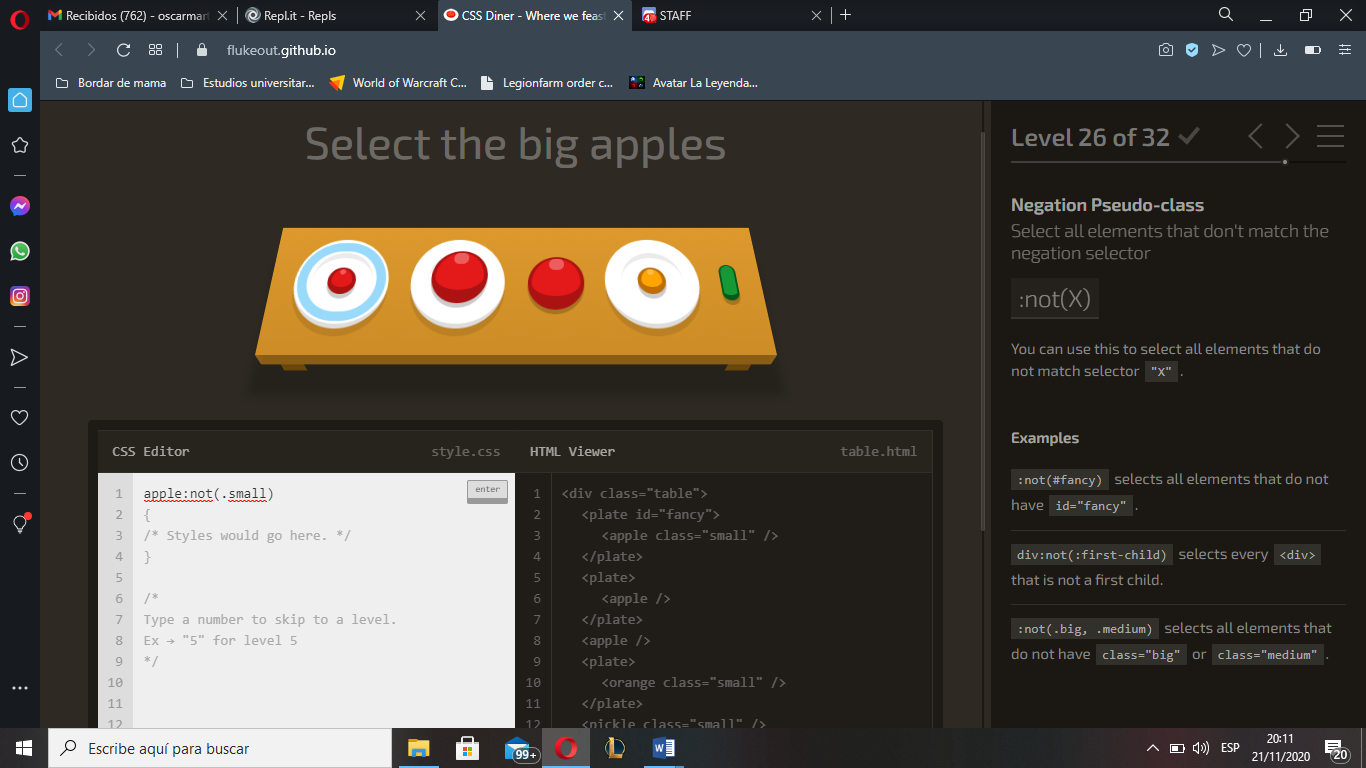 Recibidos (762) - oscarmar
Repl.it - Repls
CSS Diner - Where we feas
STAFF
flukeout.github.io
Bordar de mama
Estudios universitar...
World of Warcraft C...
Legionfarm order c...
Avatar La Leyenda...
Select the big apples
CSS Editor
style.css
1 apple:not(.small)
enter
2 {
3 /* Styles would go here. */
4 }
5
6 /*
7 Type a number to skip to a level.
8 Ex → "5" for level 5
9 */
10
11
12
HTML Viewer
table.html
1 <div class="table">
2 <plate id="fancy">
3 <apple class="small" />
4 </plate>
5 <plate>
6 <apple />
7 </plate>
8 <apple />
9 <plate>
10 <orange class="small" />
11 </plate>
12 <pickle class="small" />
Level 26 of 32
Negation Pseudo-class
Select all elements that don't match the
negation selector
:not(X)
You can use this to select all elements that do
not match selector "X" .
Examples
:not(#fancy) selects all elements that do not
have id="fancy" .
div:not(:first-child) selects every <div>
that is not a first child.
:not(.big, .medium) selects all elements that
do not have class="big" or class="medium" .
Escribe aquí para buscar
99+
ESP
20:11
21/11/2020
20